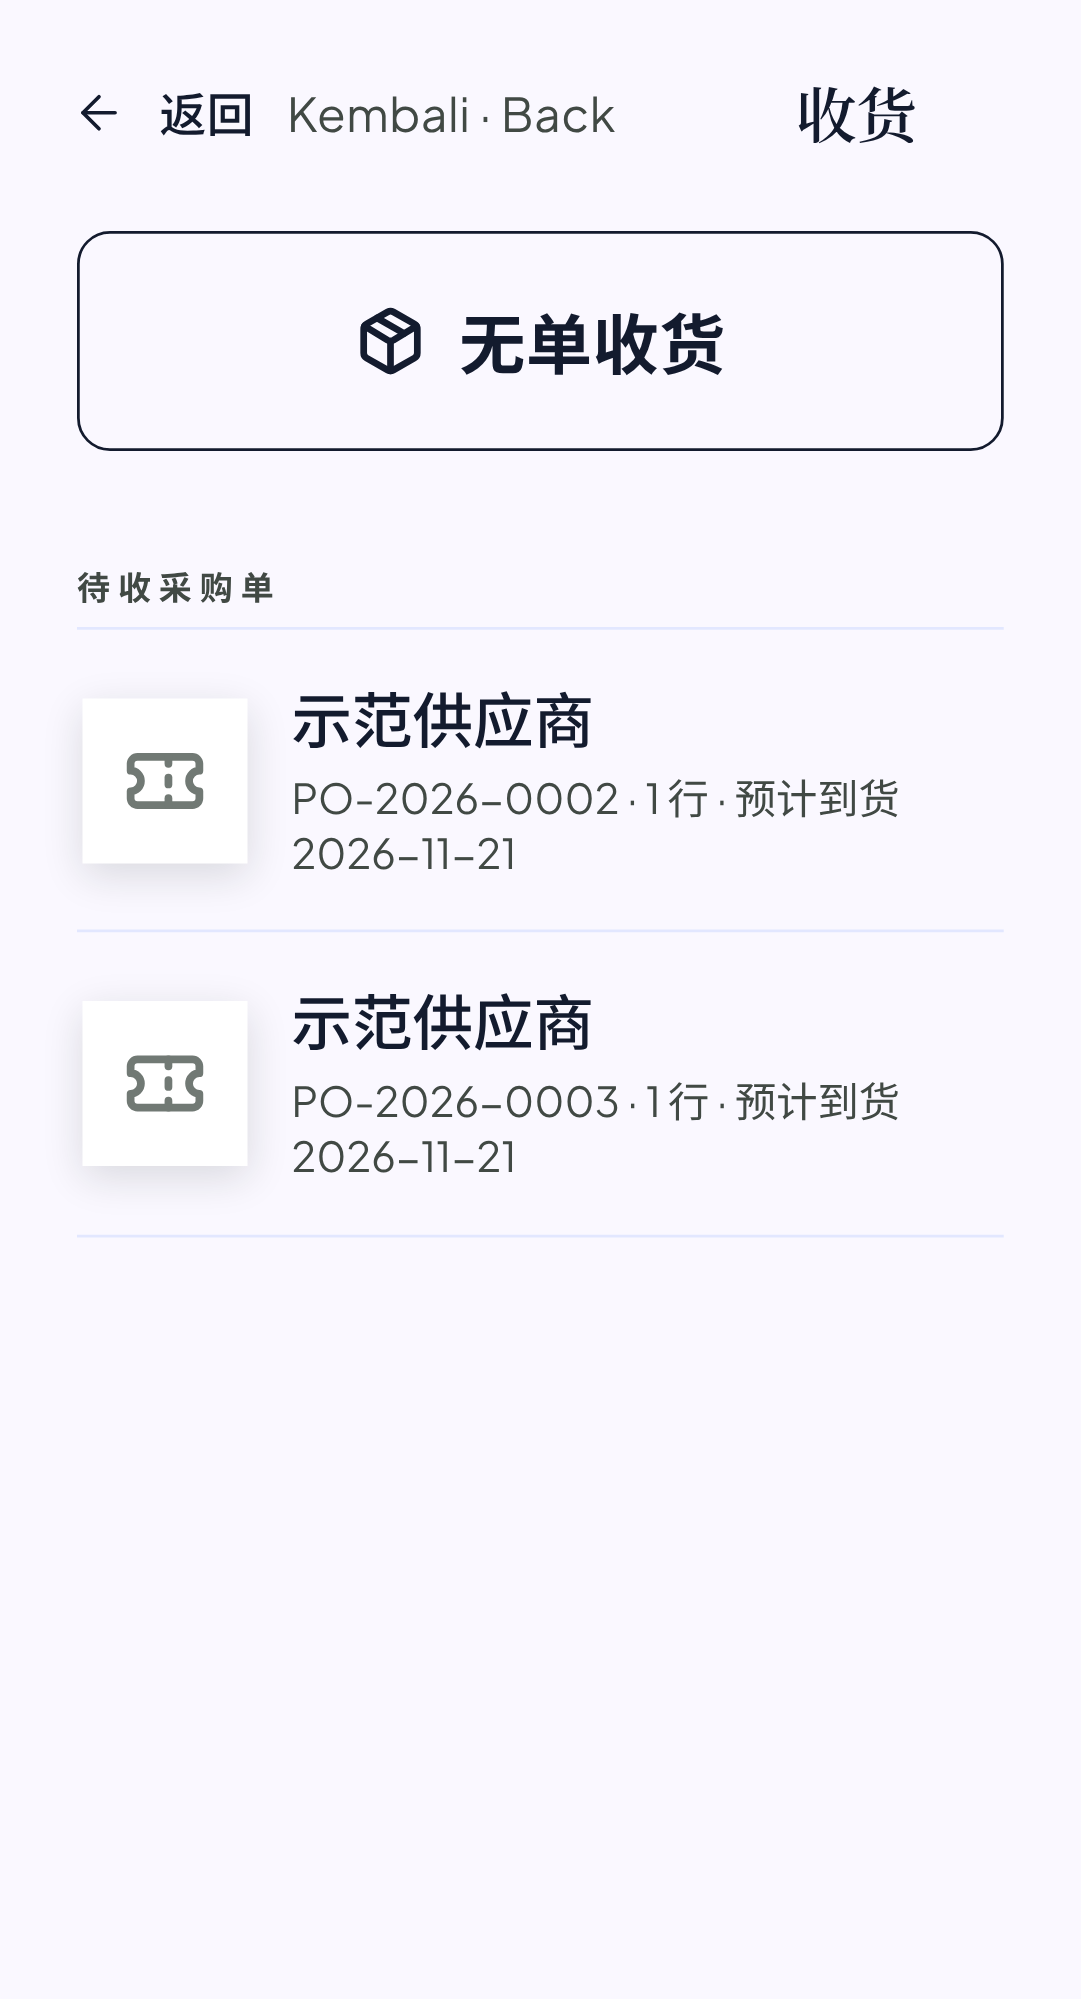 返回 Kembali · Back 收货
无单收货
待收采购单
示范供应商
PO-2026-0002 · 1 行 · 预计到货
2026-11-21
示范供应商
PO-2026-0003 · 1 行 · 预计到货
2026-11-21